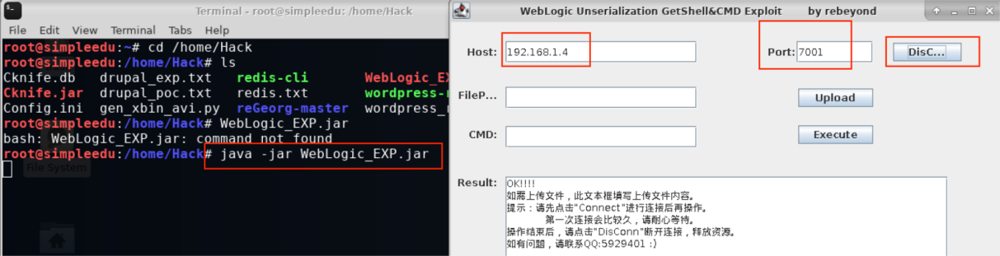 Terminal - root@simpleedu: /home/Hack
File Edit View Terminal Tabs Help
root@simpleedu:~# cd /home/Hack
root@simpleedu:/home/Hack# ls
Cknife.db drupal_exp.txt redis-cli WebLogic_EX
Cknife.jar drupal_poc.txt redis.txt wordpress-
Config.ini gen_xbin_avi.py reGeorg-master wordpress_
root@simpleedu:/home/Hack# WebLogic_EXP.jar
bash: WebLogic_EXP.jar: command not found
root@simpleedu:/home/Hack# java -jar WebLogic_EXP.jar
File System
WebLogic Unserialization GetShell&CMD Exploit by rebeyond
Host: 192.168.1.4 Port: 7001 DisC...
FileP... Upload
CMD: Execute
Result: OK!!!!
如需上传文件，此文本框填写上传文件内容。
提示：请先点击"Connect"进行连接后再操作。
第一次连接会比较久，请耐心等待。
操作结束后，请点击"DisConn"断开连接，释放资源。
如有问题，请联系QQ:5929401 :)